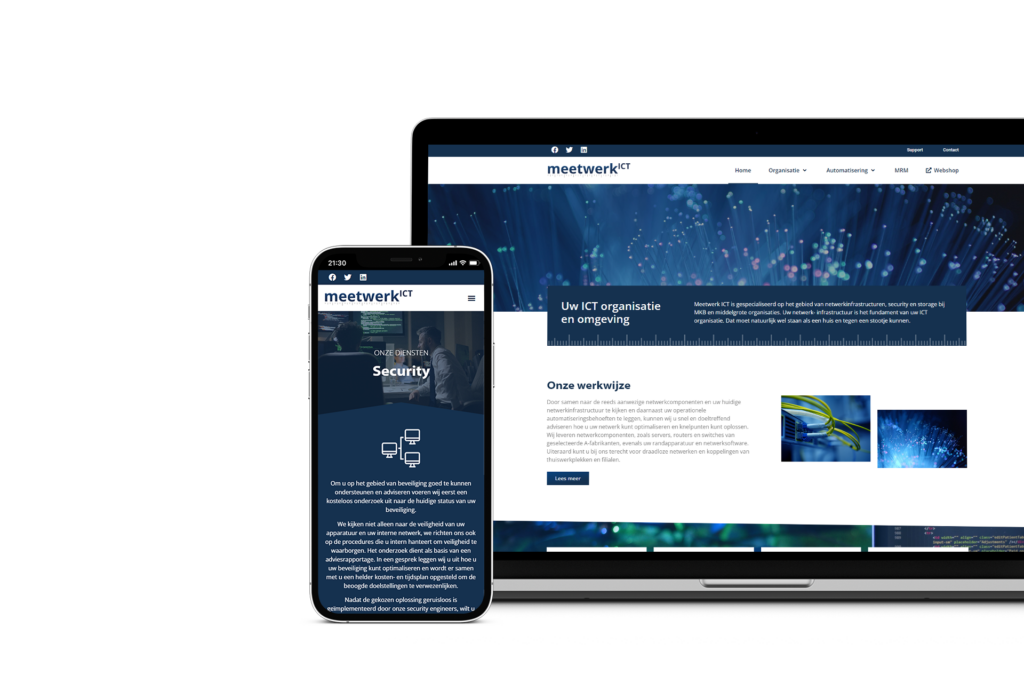 Support Contact
meetwerkICT
Home Organisatie Automatisering MRM Webshop
Uw ICT organisatie
en omgeving
Meetwerk ICT is gespecialiseerd op het gebied van netwerkinfrastructuren, security en storage bij
MKB en middelgrote organisaties. Uw netwerk- infrastructuur is het fundament van uw ICT
organisatie. Dat moet natuurlijk wel staan als een huis en tegen een stootje kunnen.
Onze werkwijze
Door samen naar de reeds aanwezige netwerkcomponenten en uw huidige
netwerkinfrastructuur te kijken en daarnaast uw operationele
automatiseringsbehoeften te leggen, kunnen wij u snel en doeltreffend
adviseren hoe u uw netwerk kunt optimaliseren en knelpunten kunt oplossen.
Wij leveren netwerkcomponenten, zoals servers, routers en switches van
geselecteerde A-fabrikanten, evenals uw randapparatuur en netwerksoftware.
Uiteraard kunt u bij ons terecht voor draadloze netwerken en koppelingen van
thuiswerkplekken en filialen.
Lees meer
21:30
meetwerkICT
ONZE DIENSTEN
Security
Om u op het gebied van beveiliging goed te kunnen
ondersteunen en adviseren voeren wij eerst een
kosteloos onderzoek uit naar de huidige status van uw
beveiliging.
We kijken niet alleen naar de veiligheid van uw
apparatuur en uw interne netwerk, we richten ons ook
op de procedures die u intern hanteert om veiligheid te
waarborgen. Het onderzoek dient als basis van een
adviesrapportage. In een gesprek leggen wij u uit hoe u
uw beveiliging kunt optimaliseren en wordt er samen
met u een helder kosten- en tijdsplan opgesteld om de
beoogde doelstellingen te verwezenlijken.
Nadat de gekozen oplossing geruisloos is
geïmplementeerd door onze security engineers, wilt u